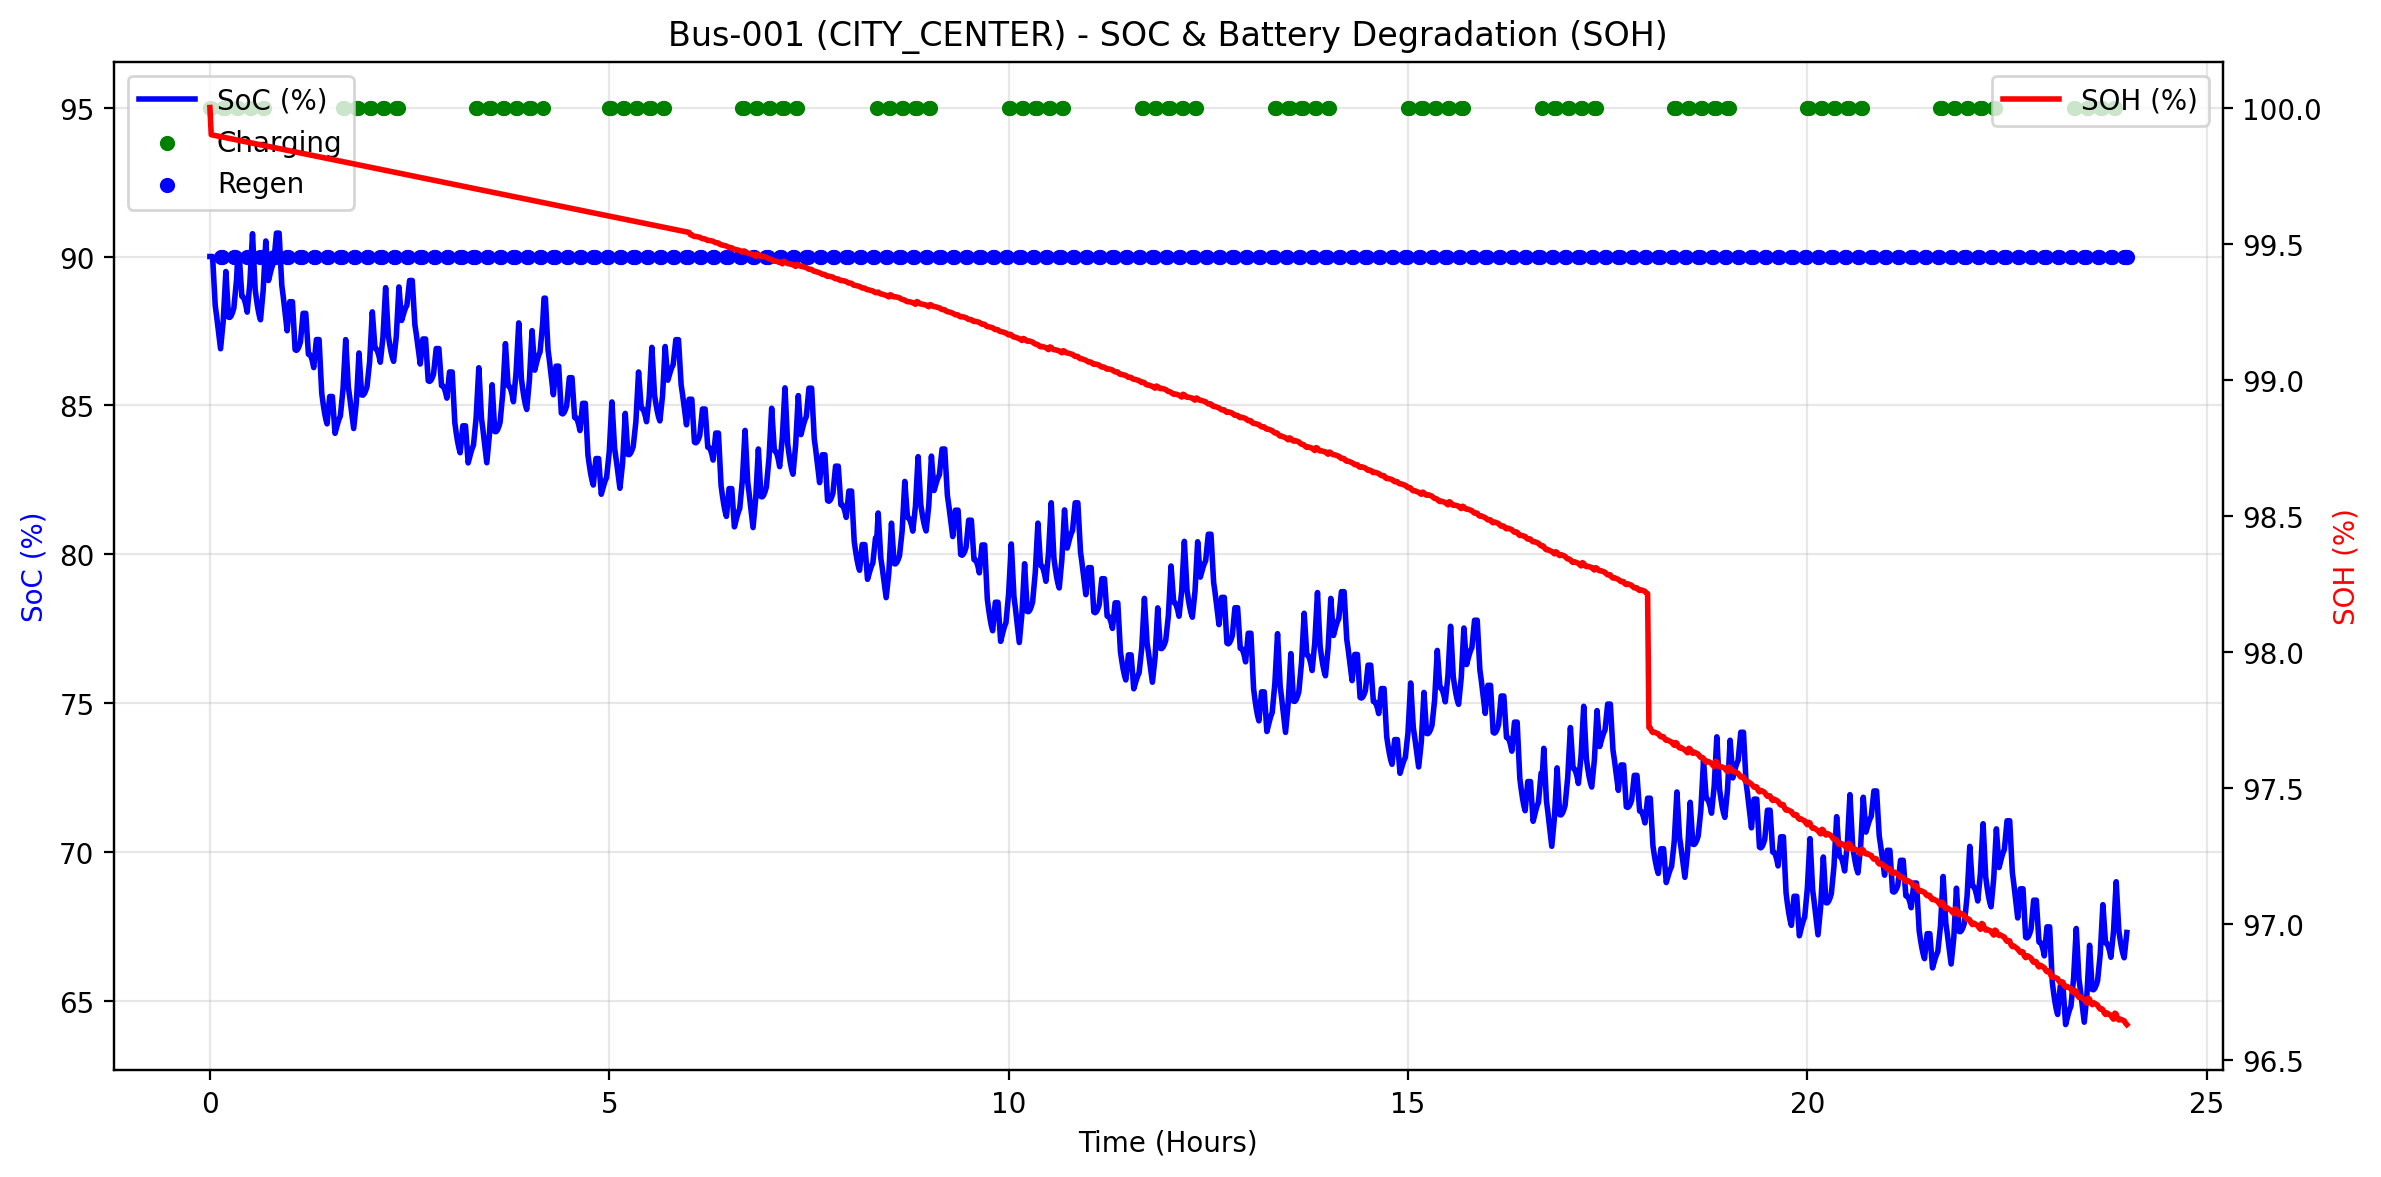 Bus-001 (CITY_CENTER) - SOC & Battery Degradation (SOH)
SoC (%)
Charging
Regen
SOH (%)
95
90
85
80
75
70
65
SoC (%)
100.0
99.5
99.0
98.5
98.0
97.5
97.0
96.5
SOH (%)
0
5
10
15
20
25
Time (Hours)